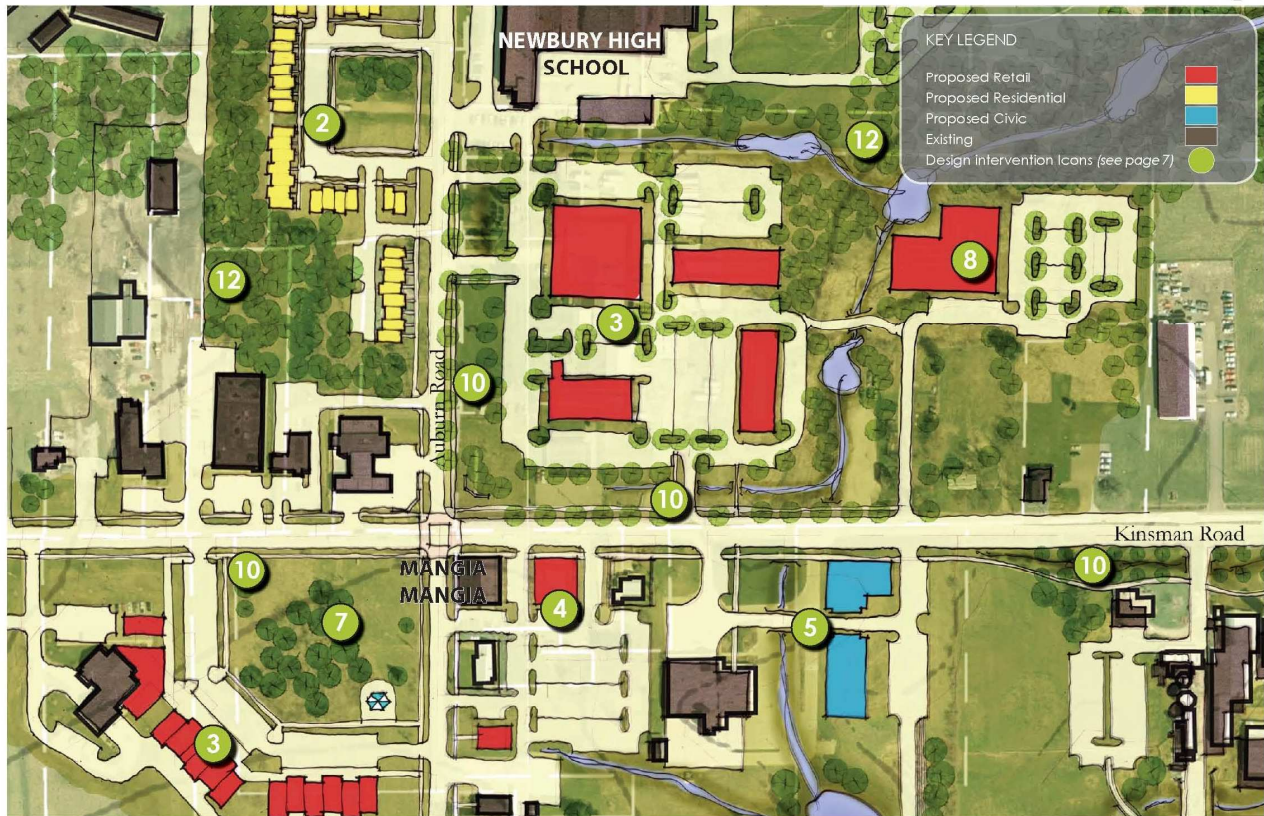 NEWBURY HIGH
SCHOOL
KEY LEGEND
Proposed Retail
Proposed Residential
Proposed Civic
Existing
Design intervention Icons (see page 7)
2
12
12
8
3
10
Auburn Road
10
Kinsman Road
10
MANGIA
MANGIA
10
4
7
5
3